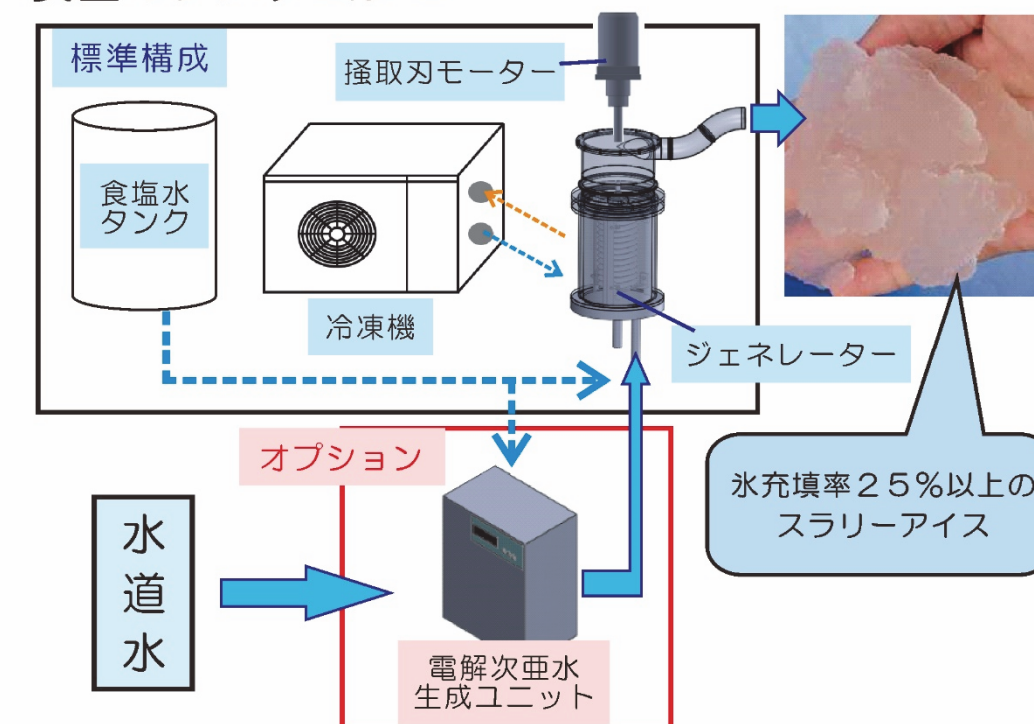 標準構成
掻取刃モーター
食塩水
タンク
冷凍機
ジェネレーター
オプション
氷充填率25%以上の
スラリーアイス
水
道
水
電解次亜水
生成ユニット